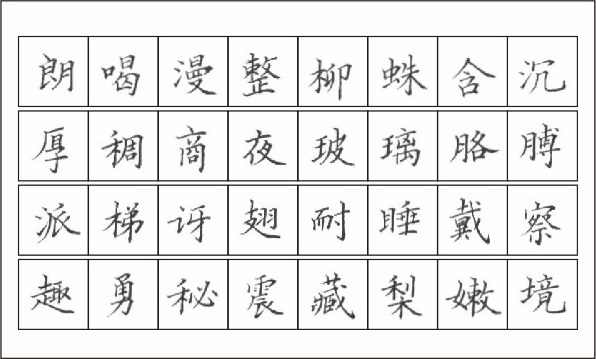 朗喝漫整柳蛛含沉
厚稠商夜玻璃胳膊
派梯讶翅耐睡戴察
趣勇秘震藏梨嫩境